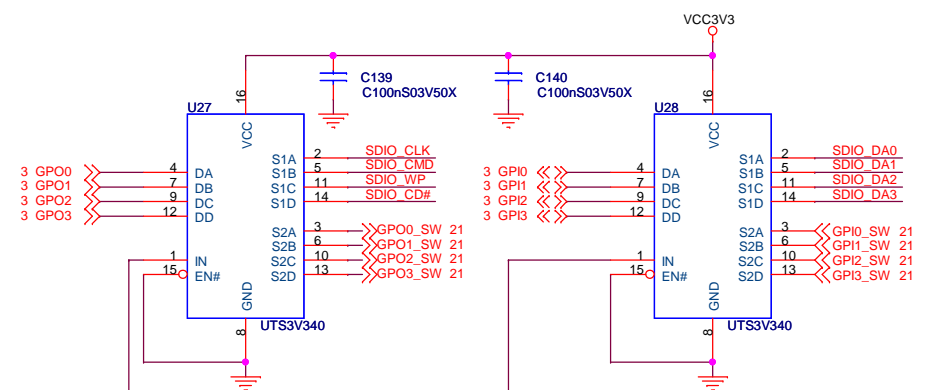 VCC3V3
C139
C100nS03V50X
C140
C100nS03V50X
U27
16
VCC
3 GPO0
4
DA
S1A
2
SDIO_CLK
3 GPO1
7
DB
S1B
5
SDIO_CMD
3 GPO2
9
DC
S1C
11
SDIO_WP
3 GPO3
12
DD
S1D
14
SDIO_CD#
S2A
3
GPO0_SW 21
S2B
6
GPO1_SW 21
1
IN
S2C
10
GPO2_SW 21
15
EN#
S2D
13
GPO3_SW 21
GND
8
UTS3V340
U28
16
VCC
3 GPI0
4
DA
S1A
2
SDIO_DA0
3 GPI1
7
DB
S1B
5
SDIO_DA1
3 GPI2
9
DC
S1C
11
SDIO_DA2
3 GPI3
12
DD
S1D
14
SDIO_DA3
S2A
3
GPI0_SW 21
S2B
6
GPI1_SW 21
1
IN
S2C
10
GPI2_SW 21
15
EN#
S2D
13
GPI3_SW 21
GND
8
UTS3V340